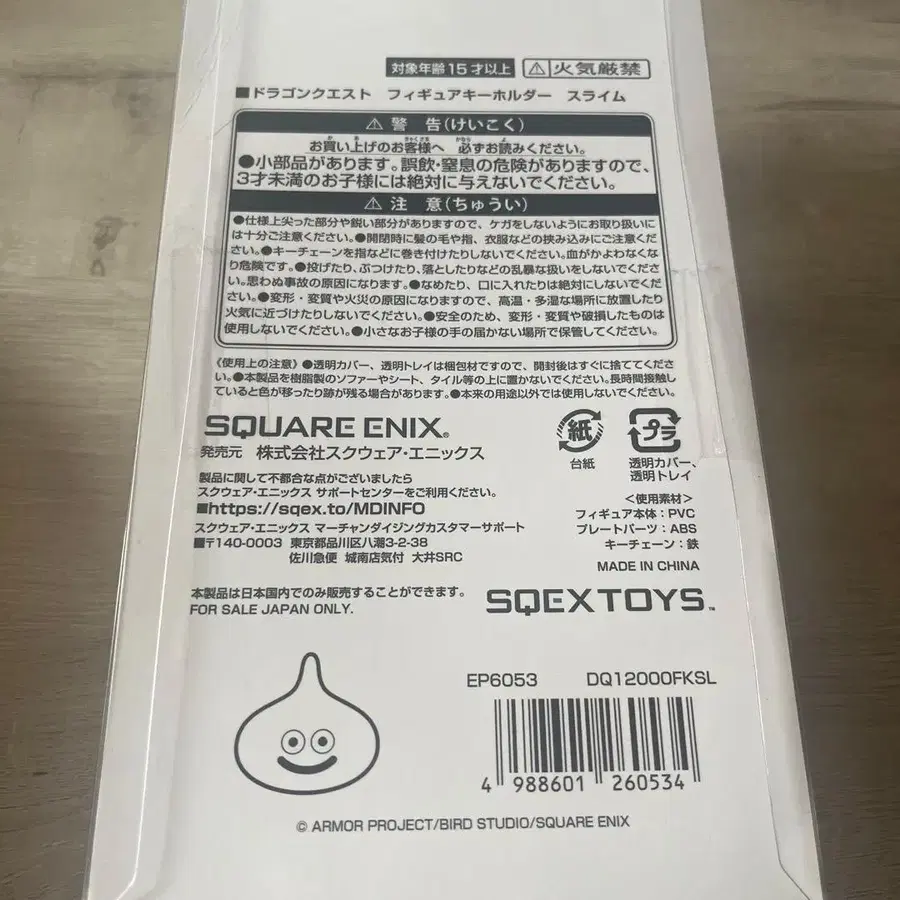 対象年齢15才以上 ⚠火気厳禁
■ドラゴンクエスト フィギュアキーホルダー スライム
⚠警 告(けいこく)
お買い上げのお客様へ 必ずお読みください。
●小部品があります。誤飲・窒息の危険がありますので、
3才未満のお子様には絶対に与えないでください。
⚠注 意(ちゅうい)
●仕様上尖った部分や鋭い部分がありますので、ケガをしないようにお取り扱いに
は十分ご注意ください。●開閉時に髪の毛や指、衣服などの挟み込みにご注意くだ
さい。●キーチェーンを指などに巻き付けたりしないでください。血がかよわなくな
り危険です。●投げたり、ぶつけたり、落としたりなどの乱暴な扱いをしないでくださ
い。思わぬ事故の原因になります。●なめたり、口に入れたりは絶対にしないでくださ
い。●変形・変質や火災の原因になりますので、高温・多湿な場所に放置したり
火気に近づけたりしないでください。●安全のため、変形・変質や破損したものは
使用しないでください。●小さなお子様の手の届かない場所で保管してください。
《使用上の注意》●透明カバー、透明トレイは梱包材ですので、開封後はすぐに捨ててくださ
い。●本製品を樹脂製のソファーやシート、タイル等の上に置かないでください。長時間接触し
ていると色が移ったり跡が残る場合があります。●本来の用途以外では使用しないでください。
SQUARE ENIX®
発売元 株式会社スクウェア・エニックス
製品に関して不都合な点がございましたら
スクウェア・エニックス サポートセンターをご利用ください。
■https://sqex.to/MDINFO
スクウェア・エニックス マーチャンダイジングカスタマーサポート
■〒140-0003 東京都品川区八潮3-2-38
佐川急便 城南店気付 大井SRC
紙
台紙
プラ
透明カバー、
透明トレイ
<使用素材>
フィギュア本体:PVC
プレートパーツ:ABS
キーチェーン:鉄
MADE IN CHINA
本製品は日本国内でのみ販売することができます。
FOR SALE JAPAN ONLY.
SQEX TOYS™
EP6053 DQ12000FKSL
4 988601 260534
© ARMOR PROJECT/BIRD STUDIO/SQUARE ENIX